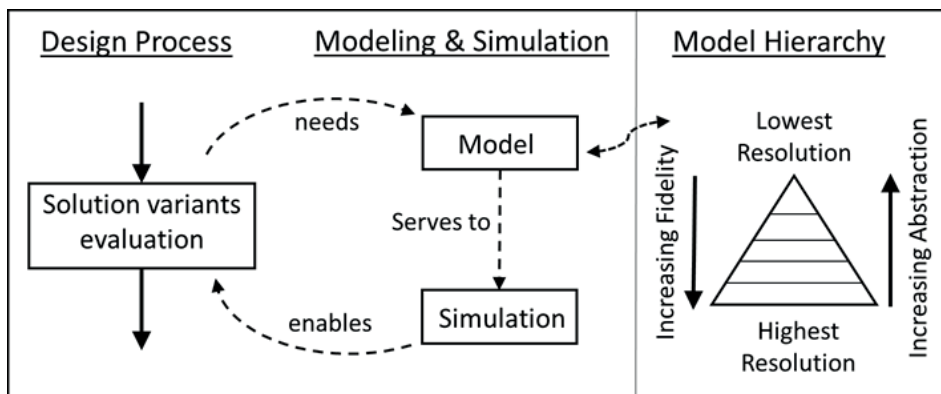 Design Process
Modeling & Simulation
Model Hierarchy
needs
Model
Solution variants
evaluation
Serves to
enables
Simulation
Lowest
Resolution
Increasing Fidelity
Increasing Abstraction
Highest
Resolution